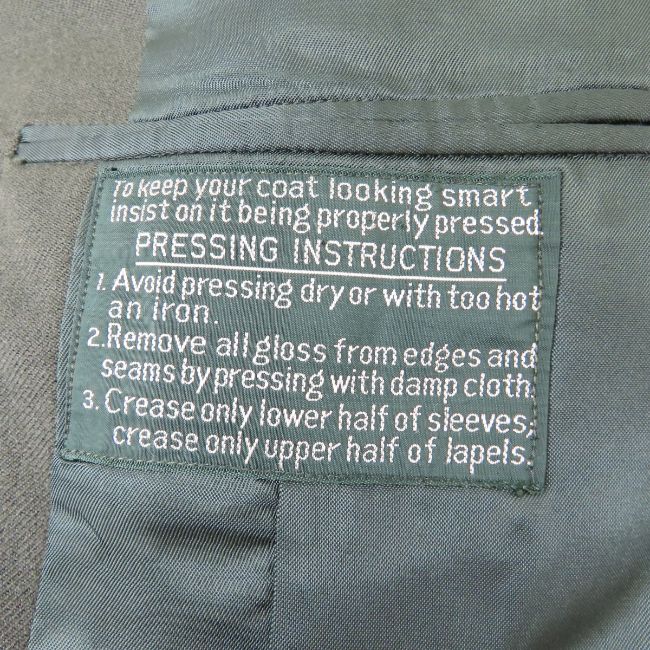 To keep your coat looking smart
insist on it being properly pressed.
PRESSING INSTRUCTIONS
1. Avoid pressing dry or with too hot
an iron.
2. Remove all gloss from edges and
seams by pressing with damp cloth.
3. Crease only lower half of sleeves,
crease only upper half of lapels.